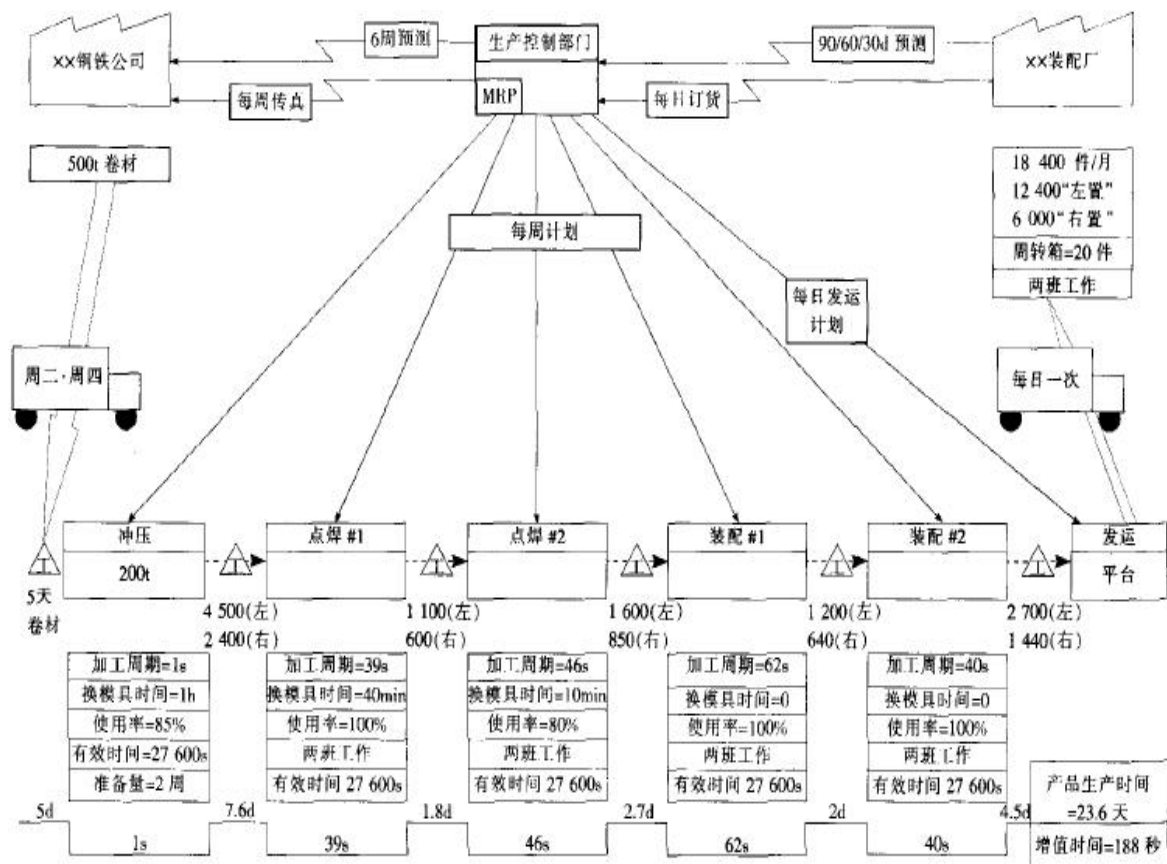 ××钢铁公司
6周预测
生产控制部门
90/60/30d 预测
××装配厂
每周传真
MRP
每日订货
500t 卷材
18 400 件/月
12 400“左置”
6 000“右置”
周转箱=20 件
两班工作
每周计划
每日发运
计划
周二·周四
每日一次
冲压
200t
点焊 #1
点焊 #2
装配 #1
装配 #2
发运
平台
5天
卷材
4 500(左)
2 400(右)
1 100(左)
600(右)
1 600(左)
850(右)
1 200(左)
640(右)
2 700(左)
1 440(右)
加工周期=1s
换模具时间=1h
使用率=85%
有效时间=27 600s
准备量=2 周
加工周期=39s
换模具时间=40min
使用率=100%
两班工作
有效时间 27 600s
加工周期=46s
换模具时间=10min
使用率=80%
两班工作
有效时间 27 600s
加工周期=62s
换模具时间=0
使用率=100%
两班工作
有效时间 27 600s
加工周期=40s
换模具时间=0
使用率=100%
两班工作
有效时间 27 600s
5d
1s
7.6d
39s
1.8d
46s
2.7d
62s
2d
40s
4.5d
产品生产时间
=23.6 天
增值时间=188 秒